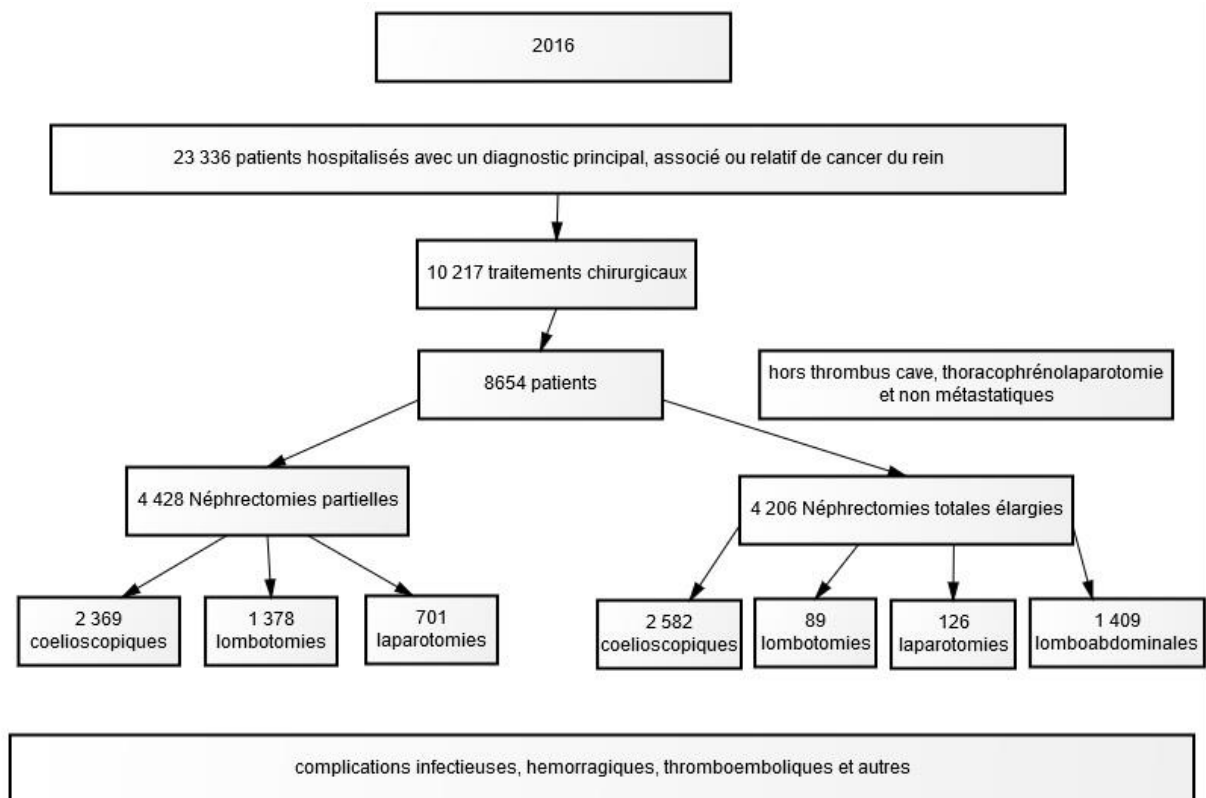 2016
23 336 patients hospitalisés avec un diagnostic principal, associé ou relatif de cancer du rein
10 217 traitements chirurgicaux
8654 patients
hors thrombus cave, thoracophrénolaparotomie
et non métastatiques
4 428 Néphrectomies partielles
4 206 Néphrectomies totales élargies
2 369
coelioscopiques
1 378
lombotomies
701
laparotomies
2 582
coelioscopiques
89
lombotomies
126
laparotomies
1 409
lomboabdominales
complications infectieuses, hemorragiques, thromboemboliques et autres